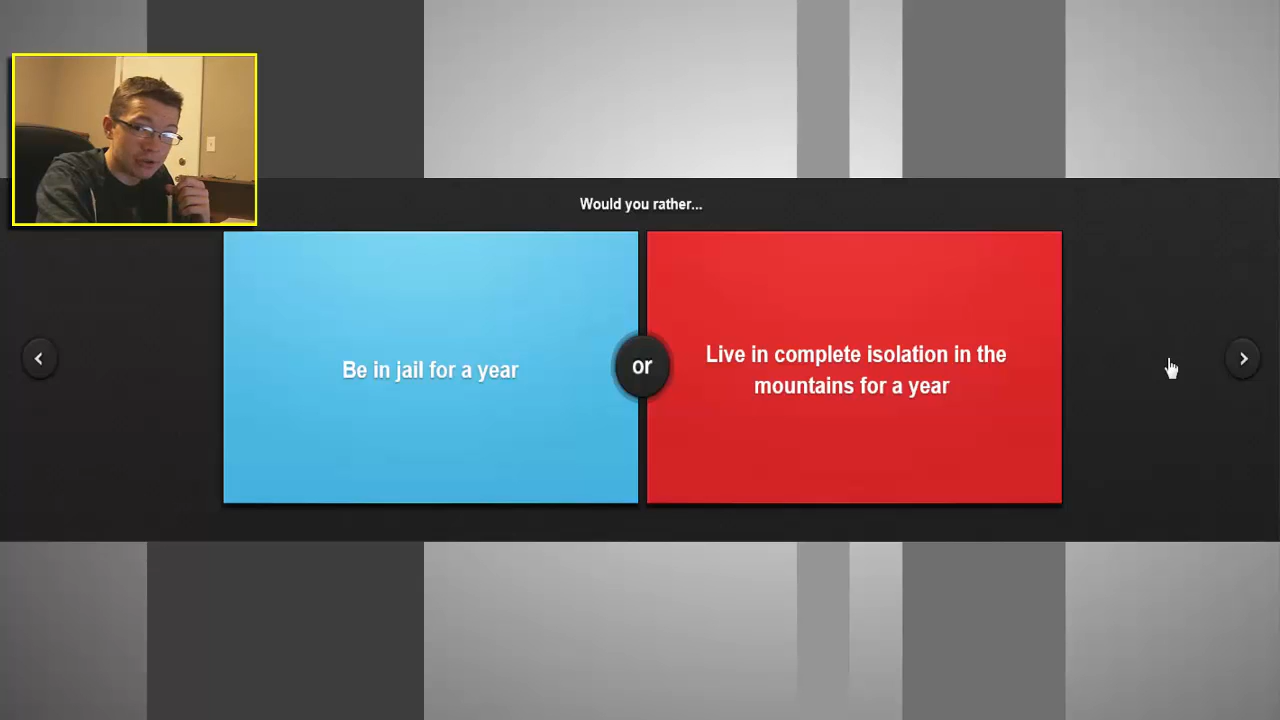 Would you rather...
Be in jail for a year
or
Live in complete isolation in the
mountains for a year